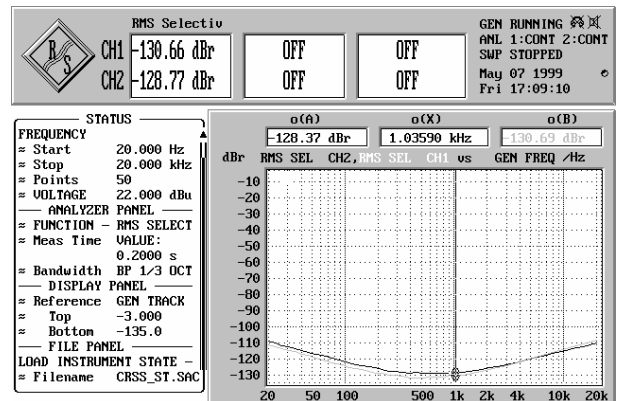 RMS Selectiv
R S
CH1 -130.66 dBr OFF OFF
CH2 -128.77 dBr OFF OFF
GEN RUNNING
ANL 1:CONT 2:CONT
SWP STOPPED
May 07 1999
Fri 17:09:10
STATUS
FREQUENCY
≈ Start 20.000 Hz
≈ Stop 20.000 kHz
≈ Points 50
≈ VOLTAGE 22.000 dBu
ANALYZER PANEL
≈ FUNCTION - RMS SELECT
≈ Meas Time VALUE:
0.2000 s
≈ Bandwidth BP 1/3 OCT
DISPLAY PANEL
≈ Reference GEN TRACK
≈ Top -3.000
≈ Bottom -135.0
FILE PANEL
LOAD INSTRUMENT STATE -
≈ Filename CRSS_ST.SAC
o(A) o(X) o(B)
-128.37 dBr 1.03590 kHz -130.69 dBr
dBr RMS SEL CH2,RMS SEL CH1 vs GEN FREQ /Hz
-10
-20
-30
-40
-50
-60
-70
-80
-90
-100
-110
-120
-130
20 50 100 500 1k 2k 4k 10k 20k